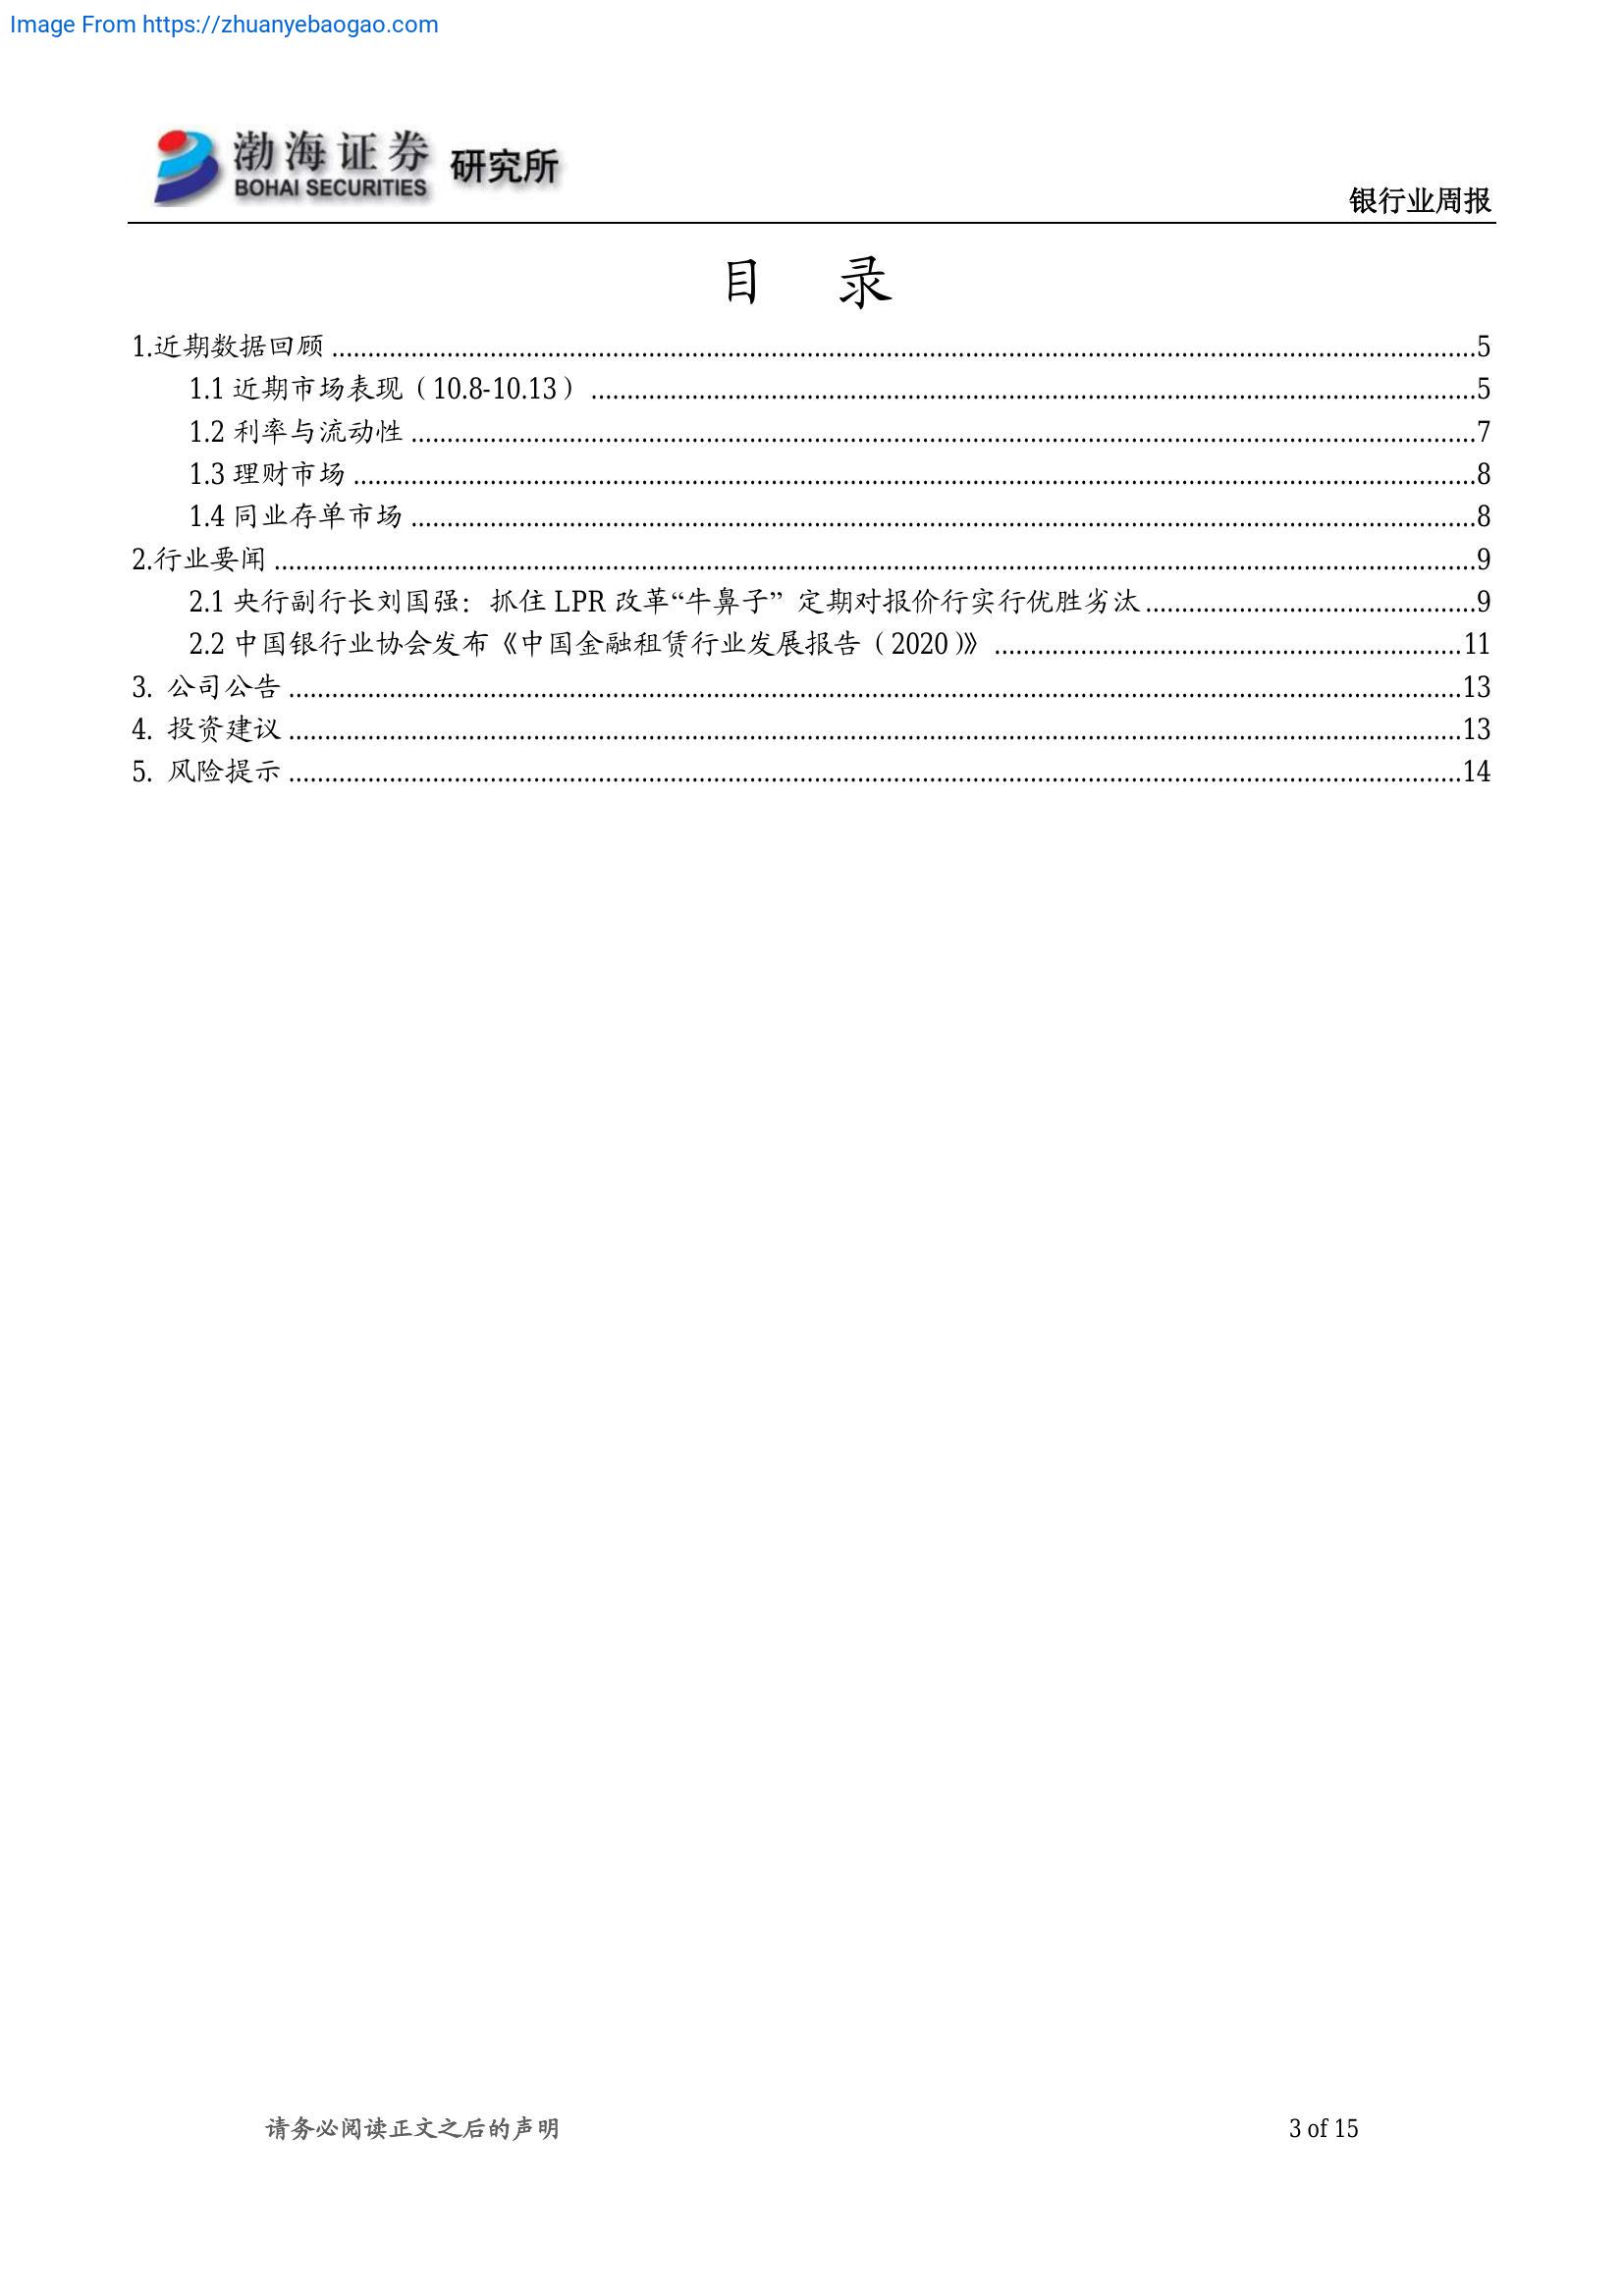 Image From https://zhuanyebaogao.com
渤海证券 研究所
BOHAI SECURITIES
银行业周报
目 录
1.近期数据回顾 ........ 5
1.1 近期市场表现（10.8-10.13） ........ 5
1.2 利率与流动性 ........ 7
1.3 理财市场 ........ 8
1.4 同业存单市场 ........ 8
2.行业要闻 ........ 9
2.1 央行副行长刘国强：抓住 LPR 改革“牛鼻子” 定期对报价行实行优胜劣汰 ........ 9
2.2 中国银行业协会发布《中国金融租赁行业发展报告（2020）》 ........ 11
3. 公司公告 ........ 13
4. 投资建议 ........ 13
5. 风险提示 ........ 14
请务必阅读正文之后的声明 3 of 15